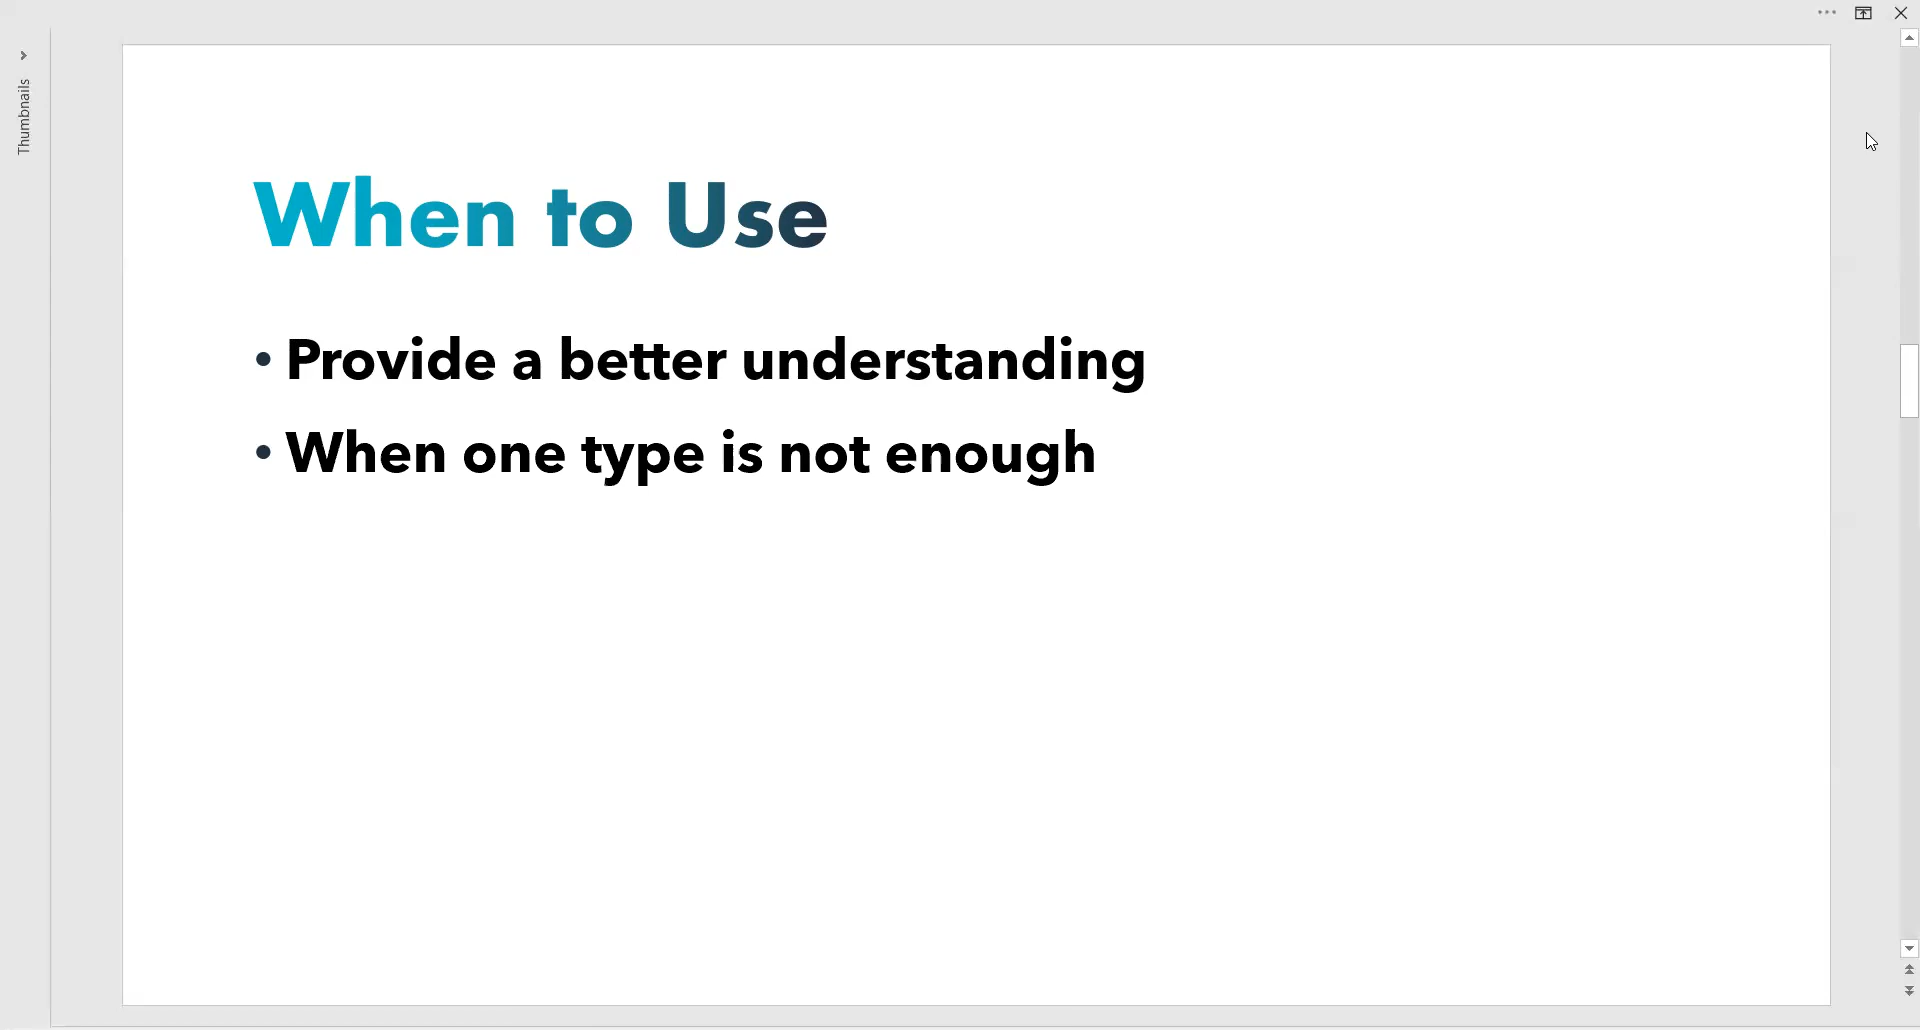 Thumbnails
When to Use
• Provide a better understanding
• When one type is not enough